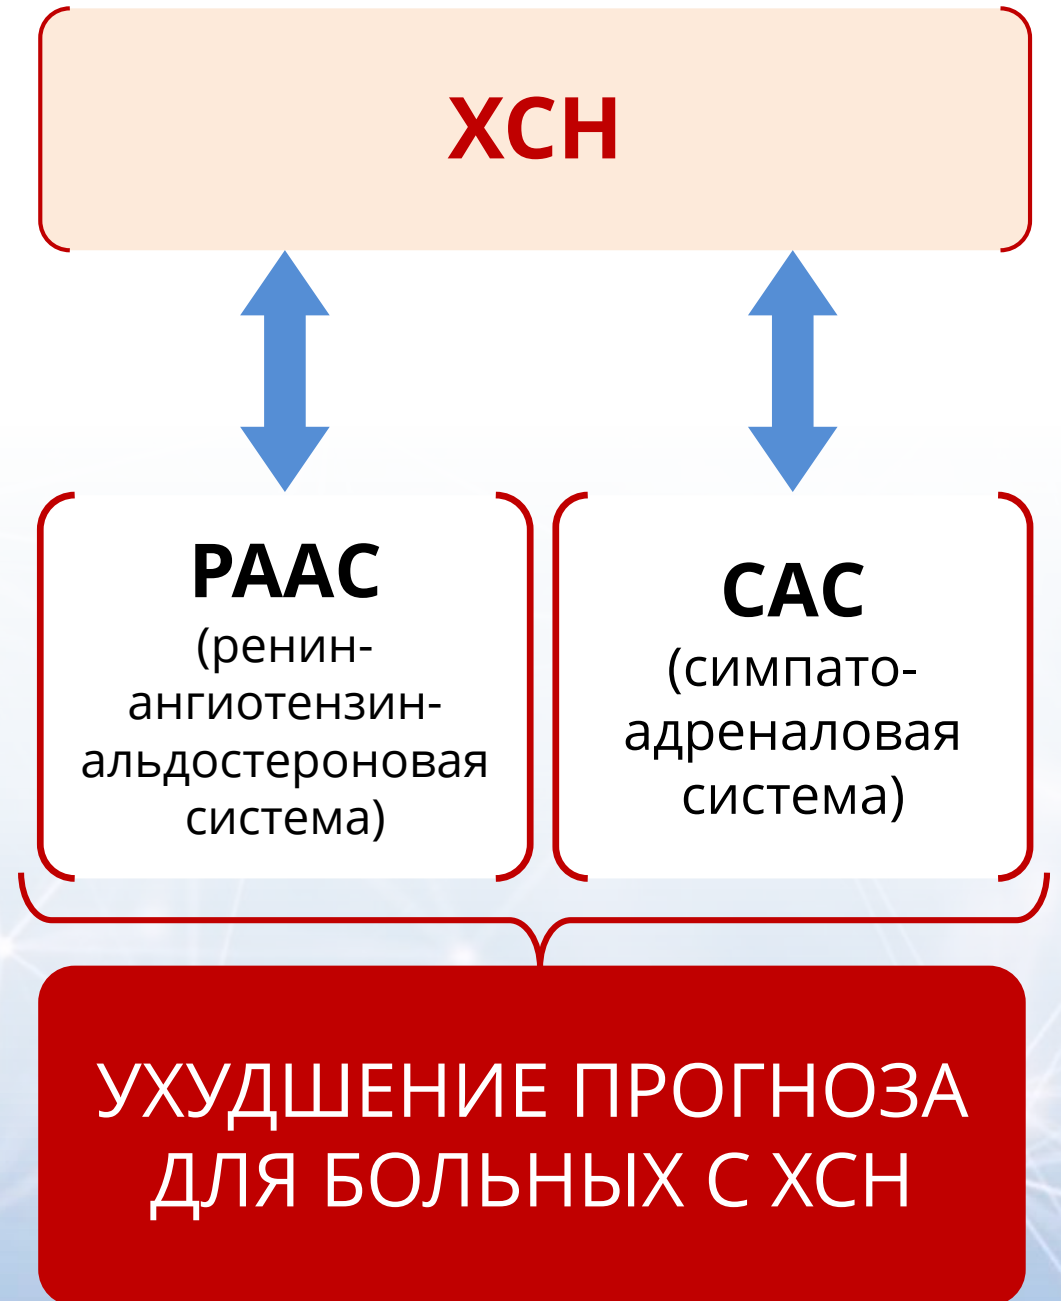 ХСН
РААС
(ренин-
ангиотензин-
альдостероновая
система)
САС
(симпато-
адреналовая
система)
УХУДШЕНИЕ ПРОГНОЗА
ДЛЯ БОЛЬНЫХ С ХСН